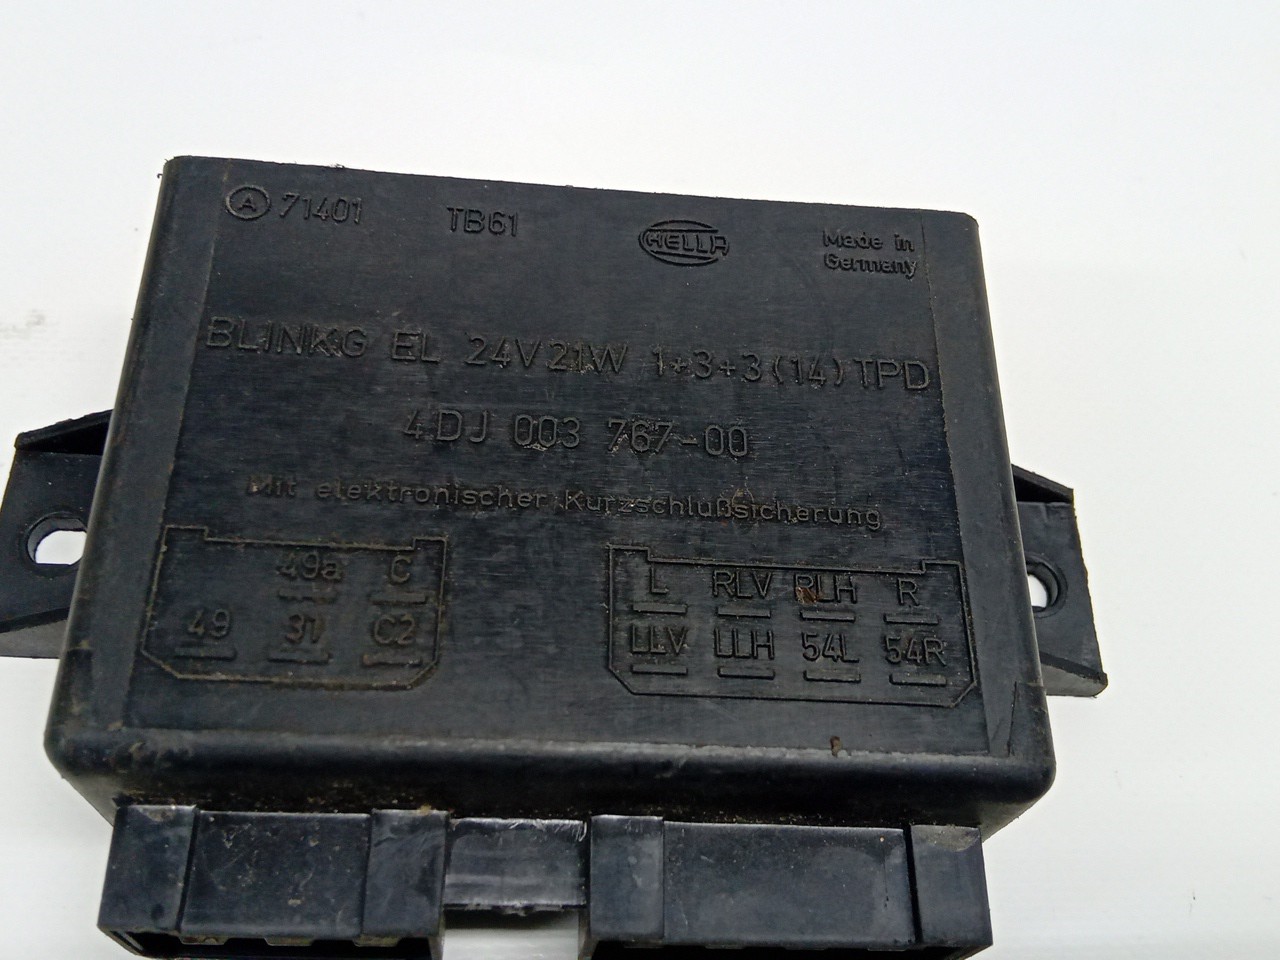 A 71401 TB61 HELLA Made in
Germany
BLINKG EL 24V21W 1+3+3(14)TPD
4DJ 003 767-00
Mit elektronischer Kurzschlußsicherung
49a C
49 31 C2
L RLV RLH R
LLV LLH 54L 54R